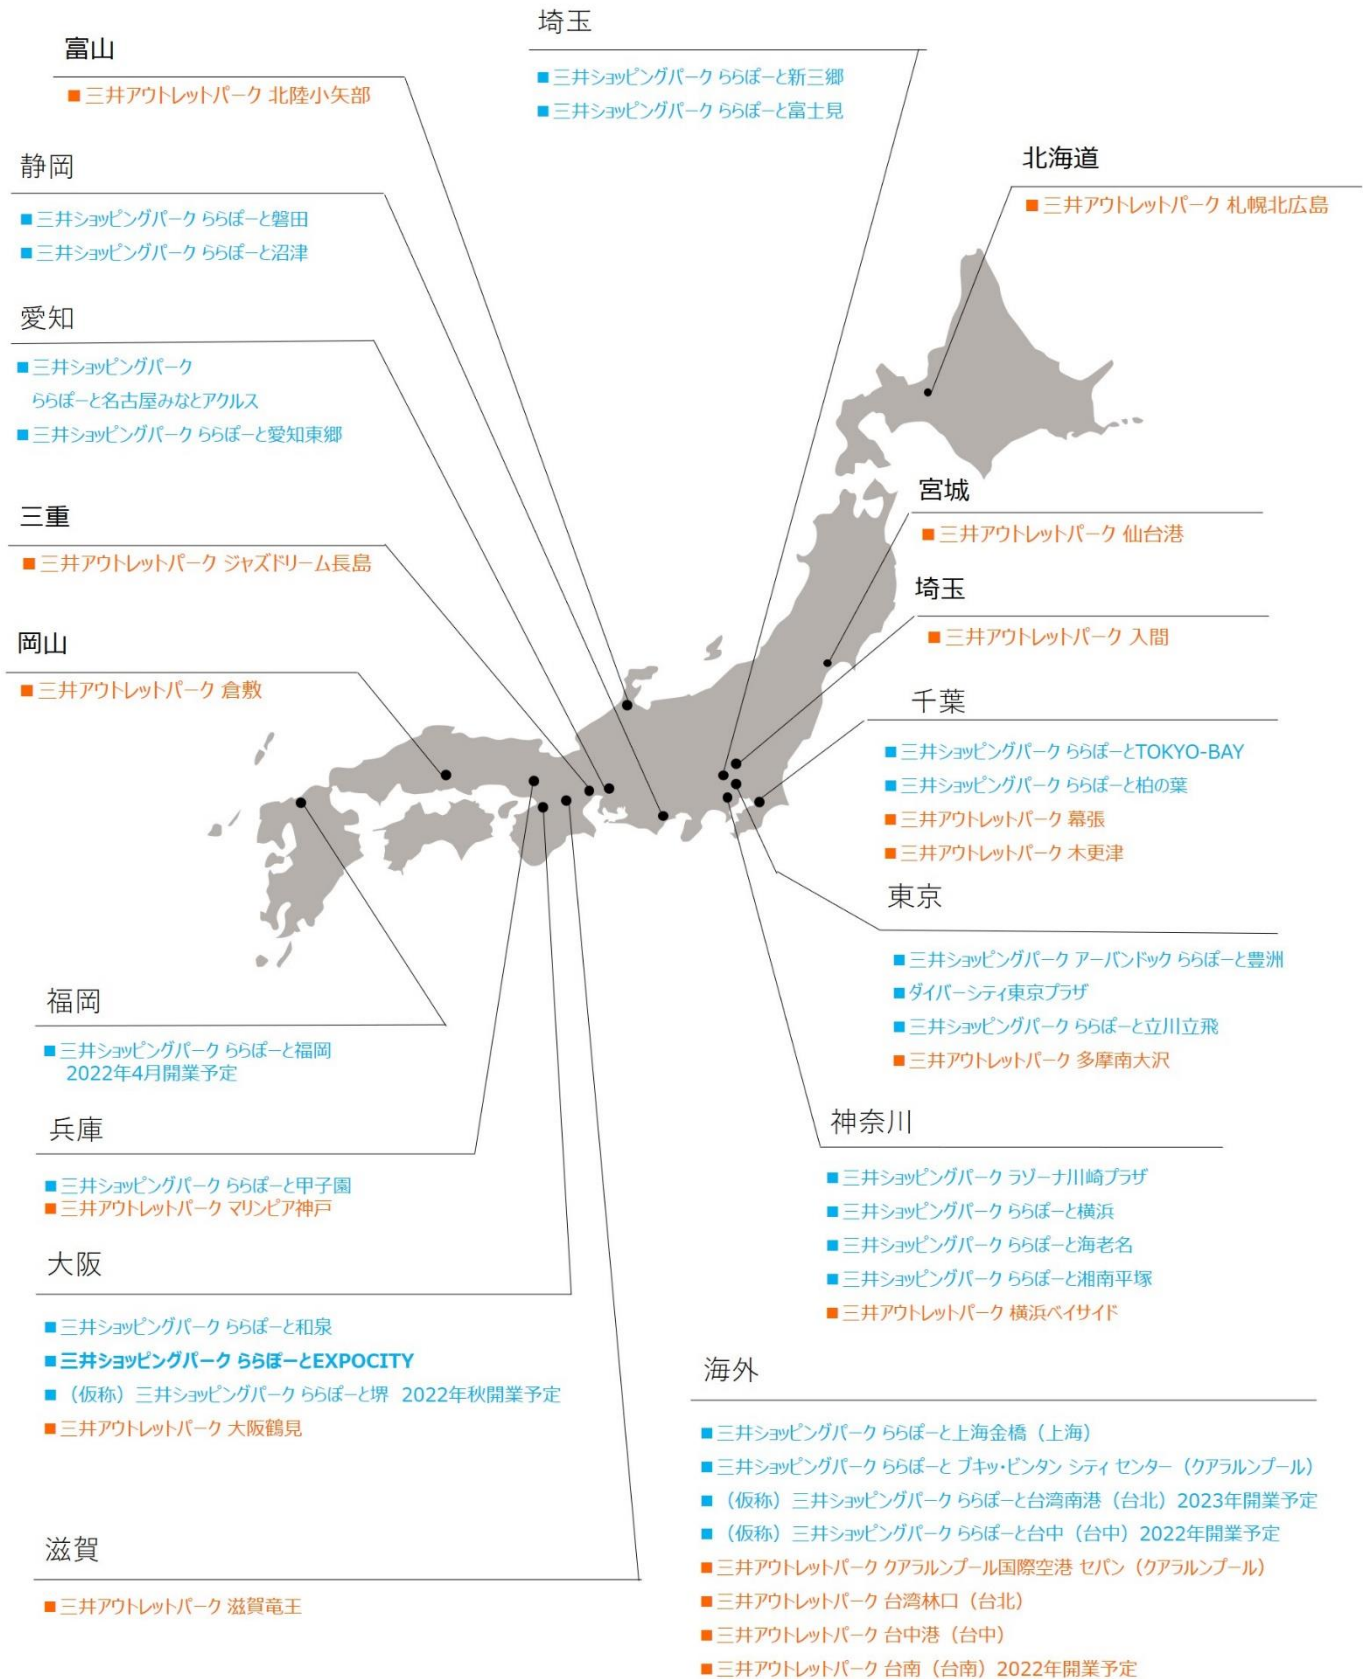 埼玉
■三井ショッピングパーク ららぽーと新三郷
■三井ショッピングパーク ららぽーと富士見
富山
■三井アウトレットパーク 北陸小矢部
静岡
■三井ショッピングパーク ららぽーと磐田
■三井ショッピングパーク ららぽーと沼津
愛知
■三井ショッピングパーク
ららぽーと名古屋みなとアクルス
■三井ショッピングパーク ららぽーと愛知東郷
三重
■三井アウトレットパーク ジャズドリーム長島
岡山
■三井アウトレットパーク 倉敷
北海道
■三井アウトレットパーク 札幌北広島
宮城
■三井アウトレットパーク 仙台港
埼玉
■三井アウトレットパーク 入間
千葉
■三井ショッピングパーク ららぽーとTOKYO-BAY
■三井ショッピングパーク ららぽーと柏の葉
■三井アウトレットパーク 幕張
■三井アウトレットパーク 木更津
東京
■三井ショッピングパーク アーバンドック ららぽーと豊洲
■ダイバーシティ東京プラザ
■三井ショッピングパーク ららぽーと立川立飛
■三井アウトレットパーク 多摩南大沢
神奈川
■三井ショッピングパーク ラゾーナ川崎プラザ
■三井ショッピングパーク ららぽーと横浜
■三井ショッピングパーク ららぽーと海老名
■三井ショッピングパーク ららぽーと湘南平塚
■三井アウトレットパーク 横浜ベイサイド
福岡
■三井ショッピングパーク ららぽーと福岡
2022年4月開業予定
兵庫
■三井ショッピングパーク ららぽーと甲子園
■三井アウトレットパーク マリンピア神戸
大阪
■三井ショッピングパーク ららぽーと和泉
■三井ショッピングパーク ららぽーとEXPOCITY
■（仮称）三井ショッピングパーク ららぽーと堺 2022年秋開業予定
■三井アウトレットパーク 大阪鶴見
滋賀
■三井アウトレットパーク 滋賀竜王
海外
■三井ショッピングパーク ららぽーと上海金橋（上海）
■三井ショッピングパーク ららぽーと ブキッ・ビンタン シティ センター（クアラルンプール）
■（仮称）三井ショッピングパーク ららぽーと台湾南港（台北）2023年開業予定
■（仮称）三井ショッピングパーク ららぽーと台中（台中）2022年開業予定
■三井アウトレットパーク クアラルンプール国際空港 セパン（クアラルンプール）
■三井アウトレットパーク 台湾林口（台北）
■三井アウトレットパーク 台中港（台中）
■三井アウトレットパーク 台南（台南）2022年開業予定